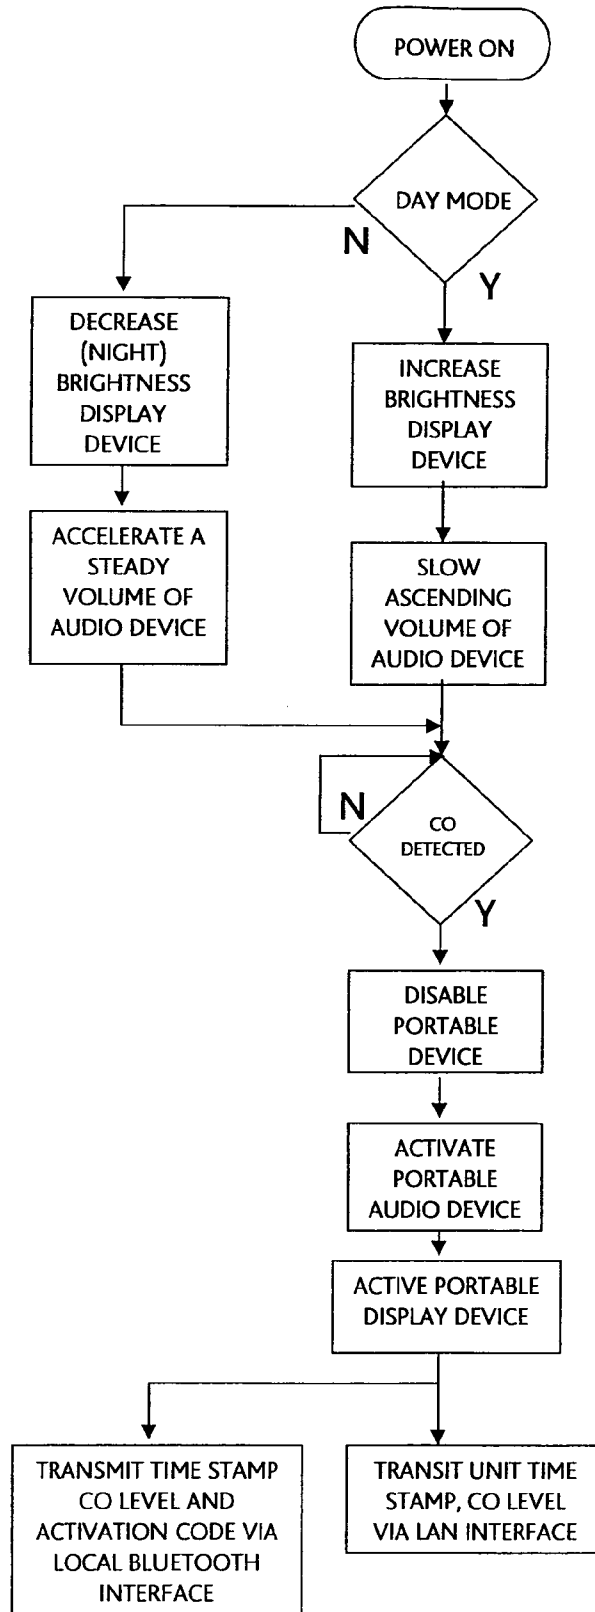 POWER ON
DAY MODE
N
Y
DECREASE
(NIGHT)
BRIGHTNESS
DISPLAY
DEVICE
INCREASE
BRIGHTNESS
DISPLAY
DEVICE
ACCELERATE A
STEADY
VOLUME OF
AUDIO DEVICE
SLOW
ASCENDING
VOLUME OF
AUDIO DEVICE
N
CO
DETECTED
Y
DISABLE
PORTABLE
DEVICE
ACTIVATE
PORTABLE
AUDIO DEVICE
ACTIVE PORTABLE
DISPLAY DEVICE
TRANSMIT TIME STAMP
CO LEVEL AND
ACTIVATION CODE VIA
LOCAL BLUETOOTH
INTERFACE
TRANSIT UNIT TIME
STAMP, CO LEVEL
VIA LAN INTERFACE